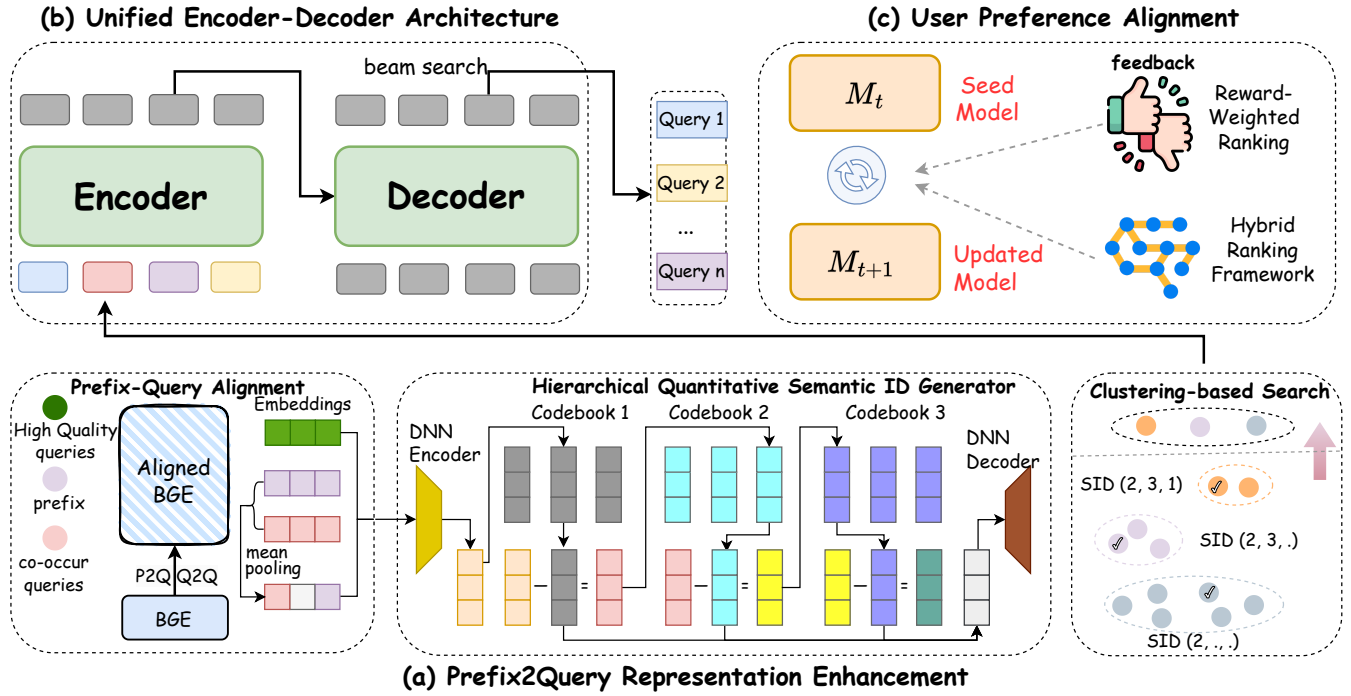 (b) Unified Encoder-Decoder Architecture
beam search
Encoder
Decoder
Query 1
Query 2
...
Query n
(c) User Preference Alignment
M_t
Seed
Model
feedback
Reward-
Weighted
Ranking
M_{t+1}
Updated
Model
Hybrid
Ranking
Framework
Prefix-Query Alignment
High Quality
queries
prefix
co-occur
queries
Aligned
BGE
P2Q Q2Q
BGE
Embeddings
mean
pooling
Hierarchical Quantitative Semantic ID Generator
DNN
Encoder
Codebook 1
Codebook 2
Codebook 3
DNN
Decoder
- =
- =
- =
Clustering-based Search
SID (2, 3, 1)
SID (2, 3, .)
SID (2, ., .)
(a) Prefix2Query Representation Enhancement